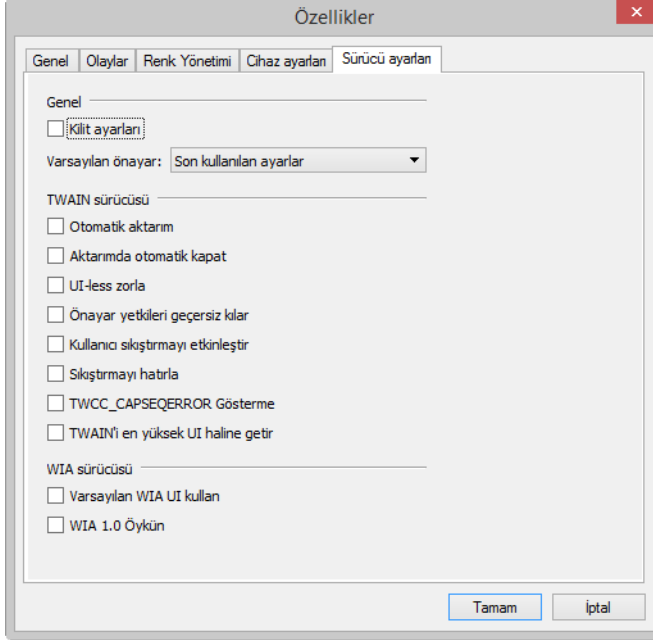 Özellikler
Genel Olaylar Renk Yönetimi Cihaz ayarları Sürücü ayarları
Genel
Kilit ayarları
Varsayılan önayar: Son kullanılan ayarlar
TWAIN sürücüsü
Otomatik aktarım
Aktarımda otomatik kapat
UI-less zorla
Önayar yetkileri geçersiz kılar
Kullanıcı sıkıştırmayı etkinleştir
Sıkıştırmayı hatırla
TWCC_CAPSEQERROR Gösterme
TWAIN'i en yüksek UI haline getir
WIA sürücüsü
Varsayılan WIA UI kullan
WIA 1.0 Öykün
Tamam İptal